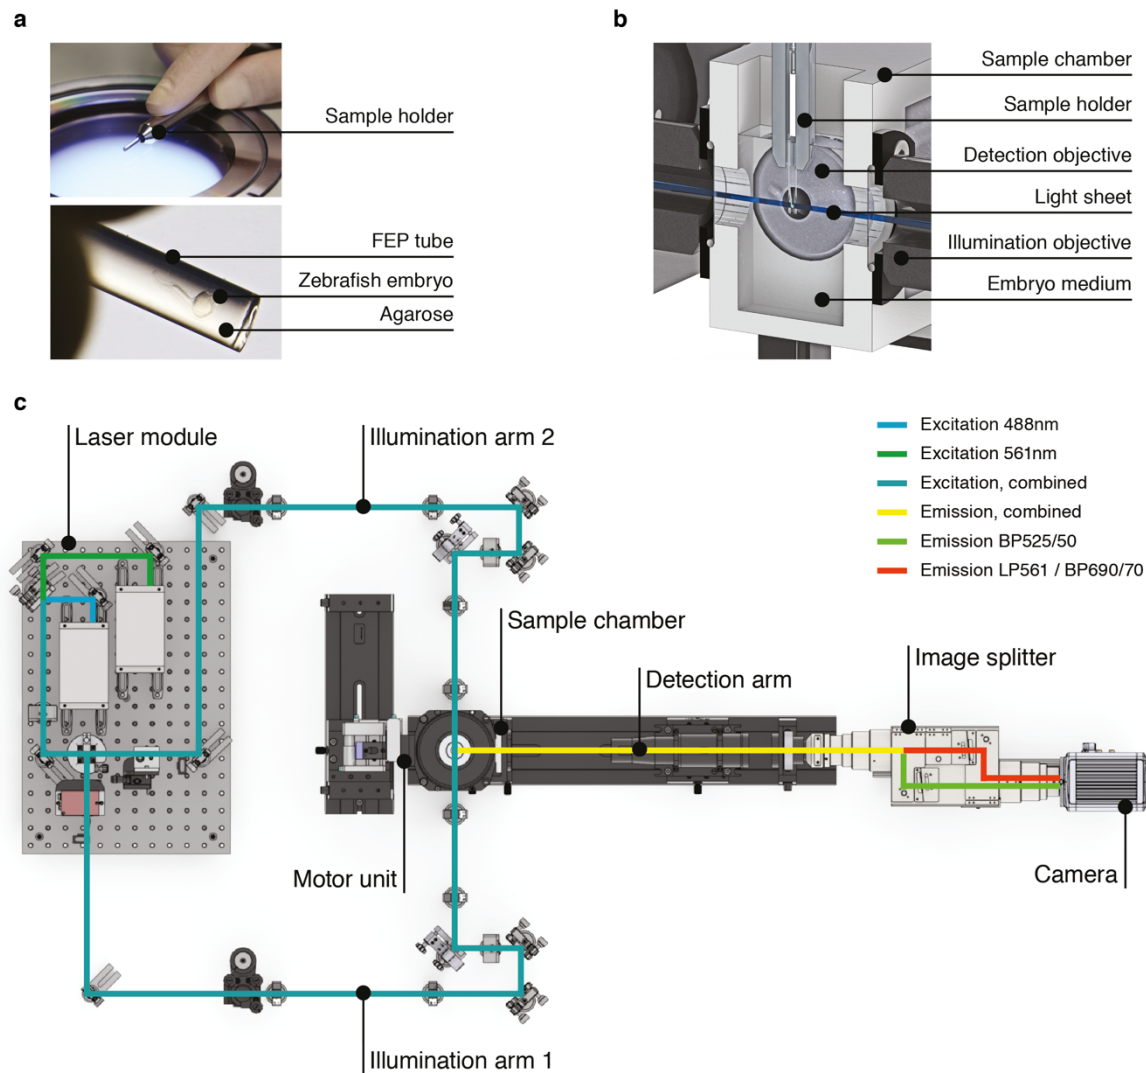 a
Sample holder
FEP tube
Zebrafish embryo
Agarose
b
Sample chamber
Sample holder
Detection objective
Light sheet
Illumination objective
Embryo medium
c
Laser module
Illumination arm 2
Excitation 488nm
Excitation 561nm
Excitation, combined
Emission, combined
Emission BP525/50
Emission LP561 / BP690/70
Sample chamber
Detection arm
Image splitter
Motor unit
Camera
Illumination arm 1